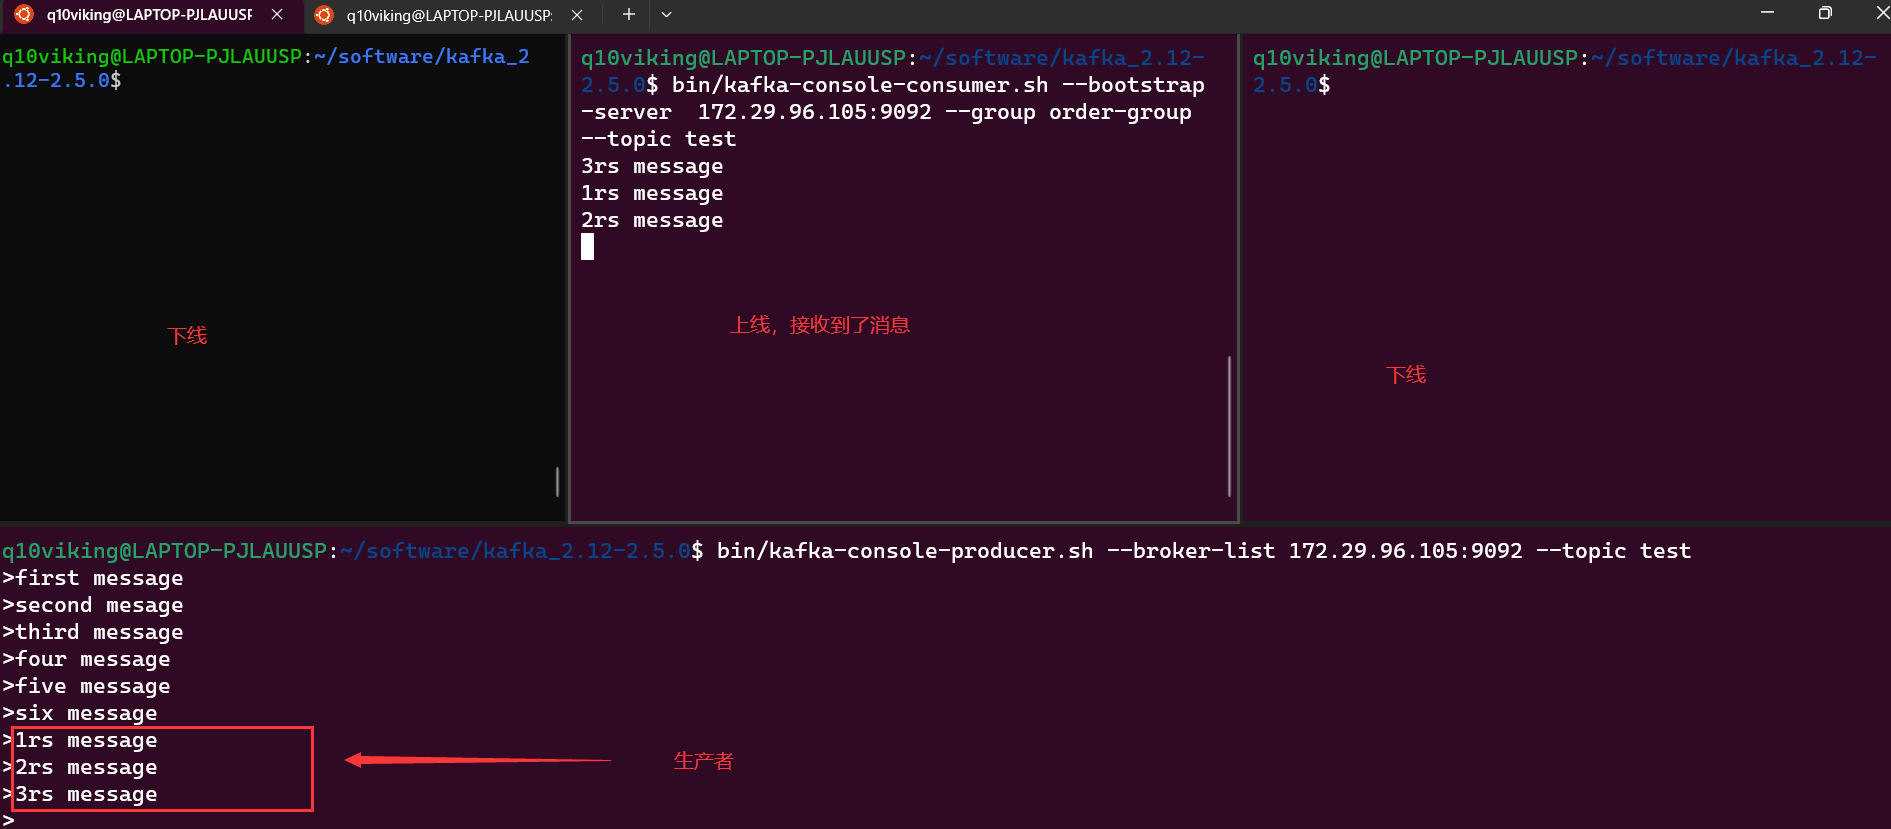 q10viking@LAPTOP-PJLAUUSP
q10viking@LAPTOP-PJLAUUSP:
q10viking@LAPTOP-PJLAUUSP:~/software/kafka_2
.12-2.5.0$
下线
q10viking@LAPTOP-PJLAUUSP:~/software/kafka_2.12-
2.5.0$ bin/kafka-console-consumer.sh --bootstrap
-server  172.29.96.105:9092 --group order-group
--topic test
3rs message
1rs message
2rs message
上线，接收到了消息
q10viking@LAPTOP-PJLAUUSP:~/software/kafka_2.12-
2.5.0$
下线
q10viking@LAPTOP-PJLAUUSP:~/software/kafka_2.12-2.5.0$ bin/kafka-console-producer.sh --broker-list 172.29.96.105:9092 --topic test
>first message
>second mesage
>third message
>four message
>five message
>six message
>1rs message
>2rs message
>3rs message
>
生产者